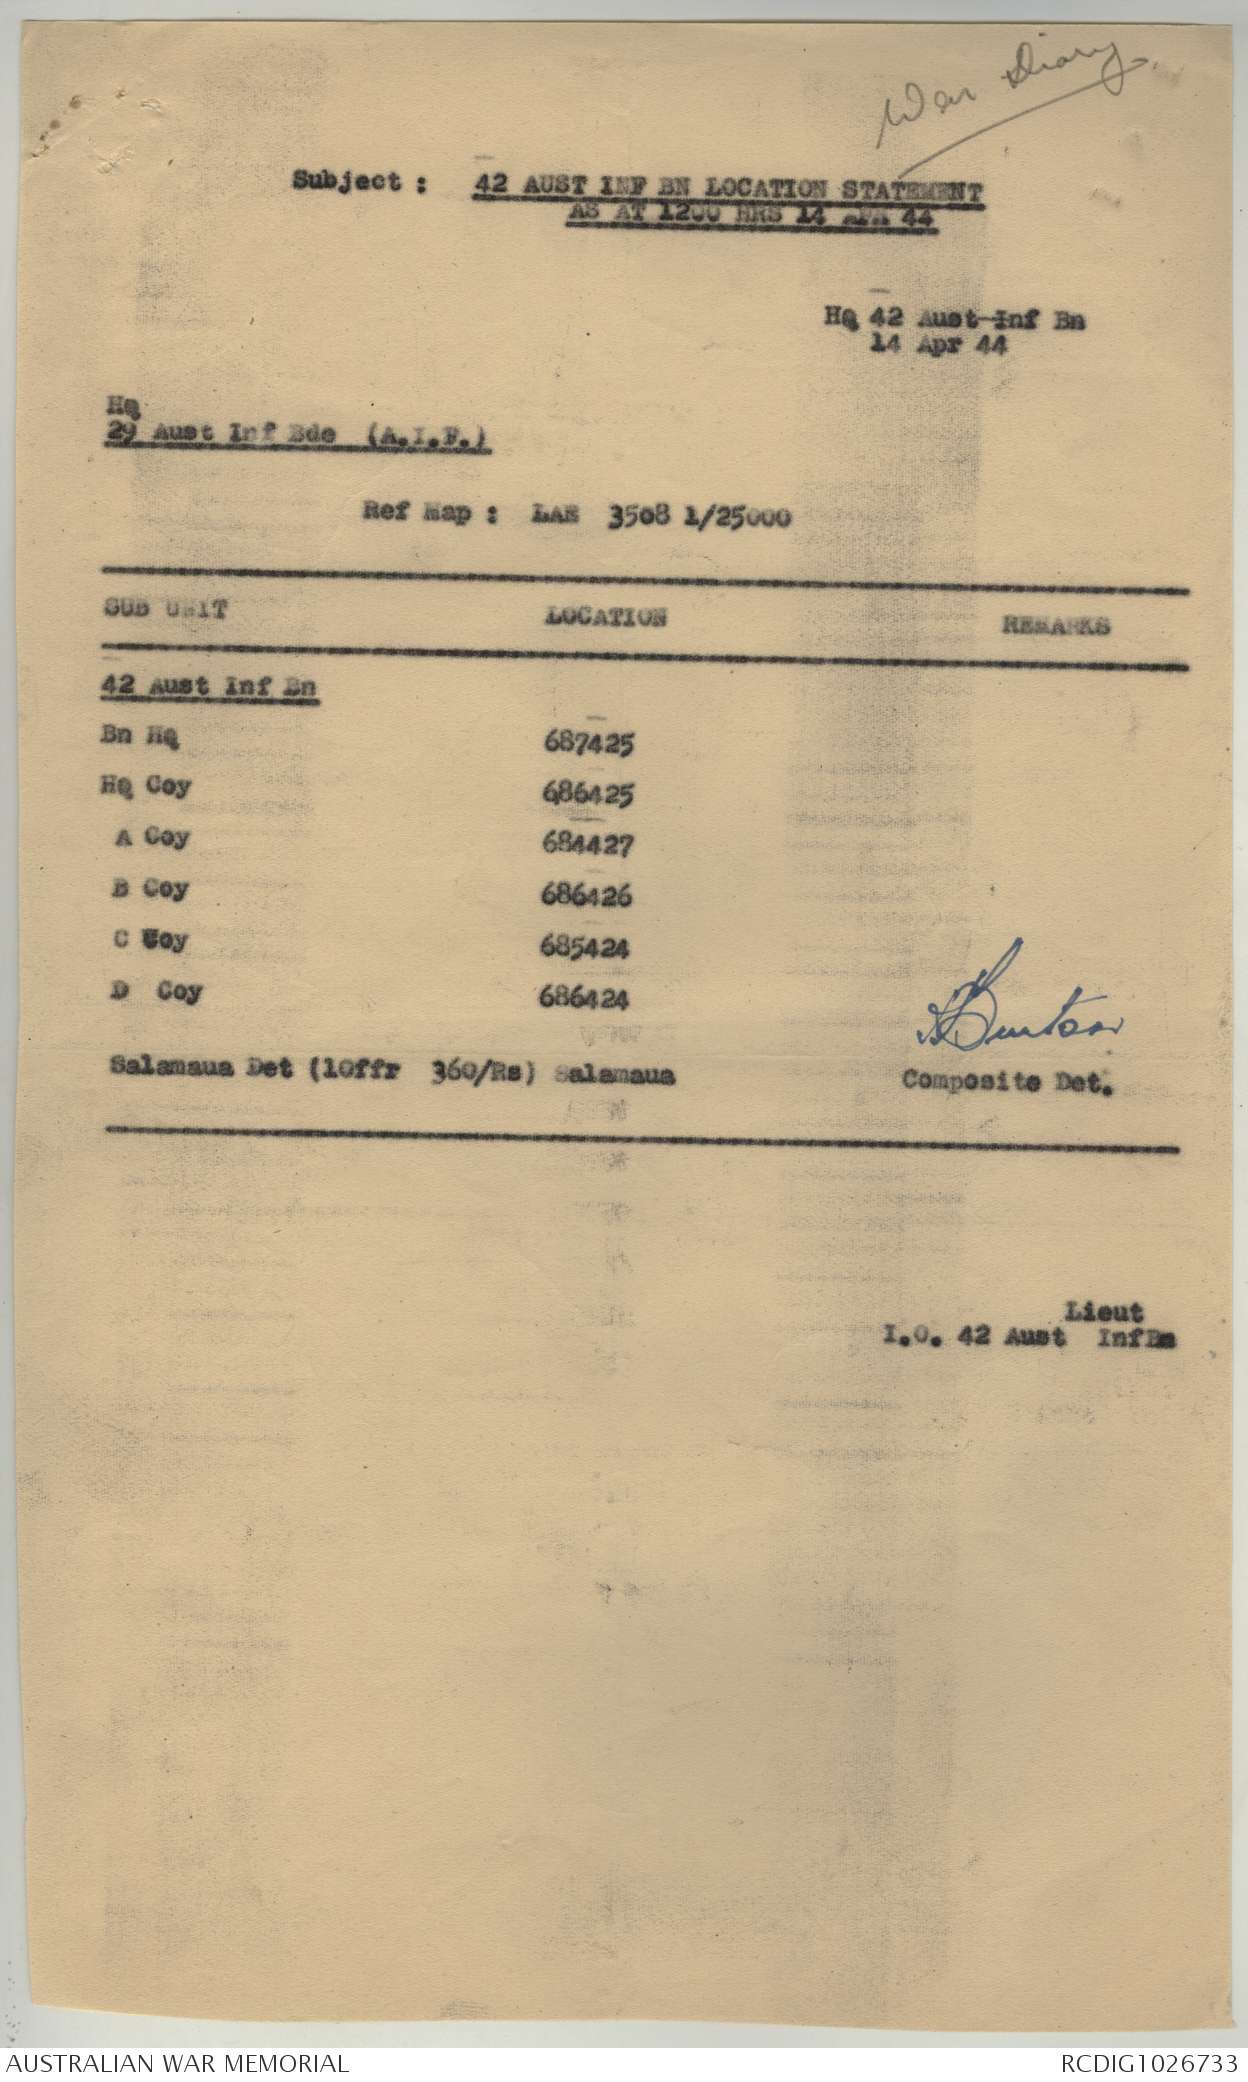 War Diary.
Subject : 42 AUST INF BN LOCATION STATEMENT
AS AT 1200 HRS 14 APR 44
Hq 42 Aust Inf Bn
14 Apr 44
Hq
29 Aust Inf Bde (A.I.F.)
Ref Map : LAE 3508 1/25000
SUB UNIT LOCATION REMARKS
42 Aust Inf Bn
Bn Hq 687425
Hq Coy 686425
A Coy 684427
B Coy 686426
C Coy 685424
D Coy 686424
Salamaua Det (1Offr 360/Rs) Salamaua Composite Det.
Lieut
I.O. 42 Aust InfBn
AUSTRALIAN WAR MEMORIAL RCDIG1026733